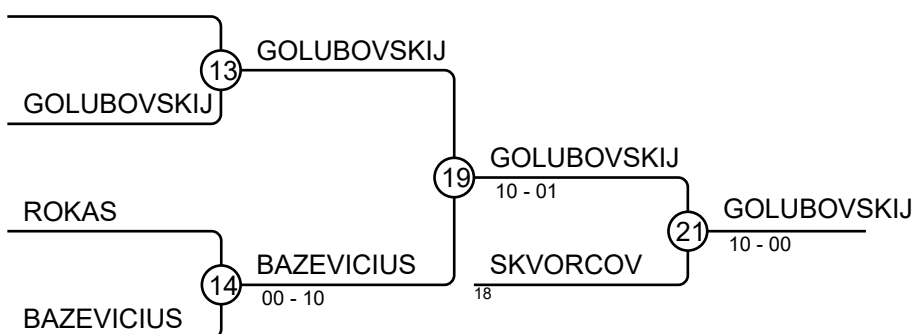 13
GOLUBOVSKIJ
GOLUBOVSKIJ
19
GOLUBOVSKIJ
10 - 01
ROKAS
21
GOLUBOVSKIJ
10 - 00
14
BAZEVICIUS
00 - 10
SKVORCOV
18
BAZEVICIUS